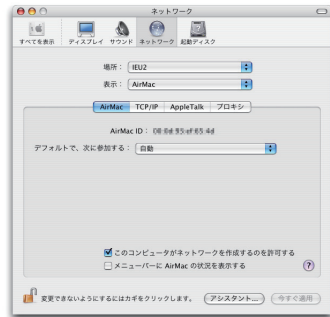 ネットワーク
すべてを表示 ディスプレイ サウンド ネットワーク 起動ディスク
場所： IEU2
表示： AirMac
AirMac TCP/IP AppleTalk プロキシ
AirMac ID：
デフォルトで、次に参加する： 自動
このコンピュータがネットワークを作成するのを許可する
メニューバーに AirMac の状況を表示する ?
変更できないようにするにはカギをクリックします。 アシスタント... 今すぐ適用